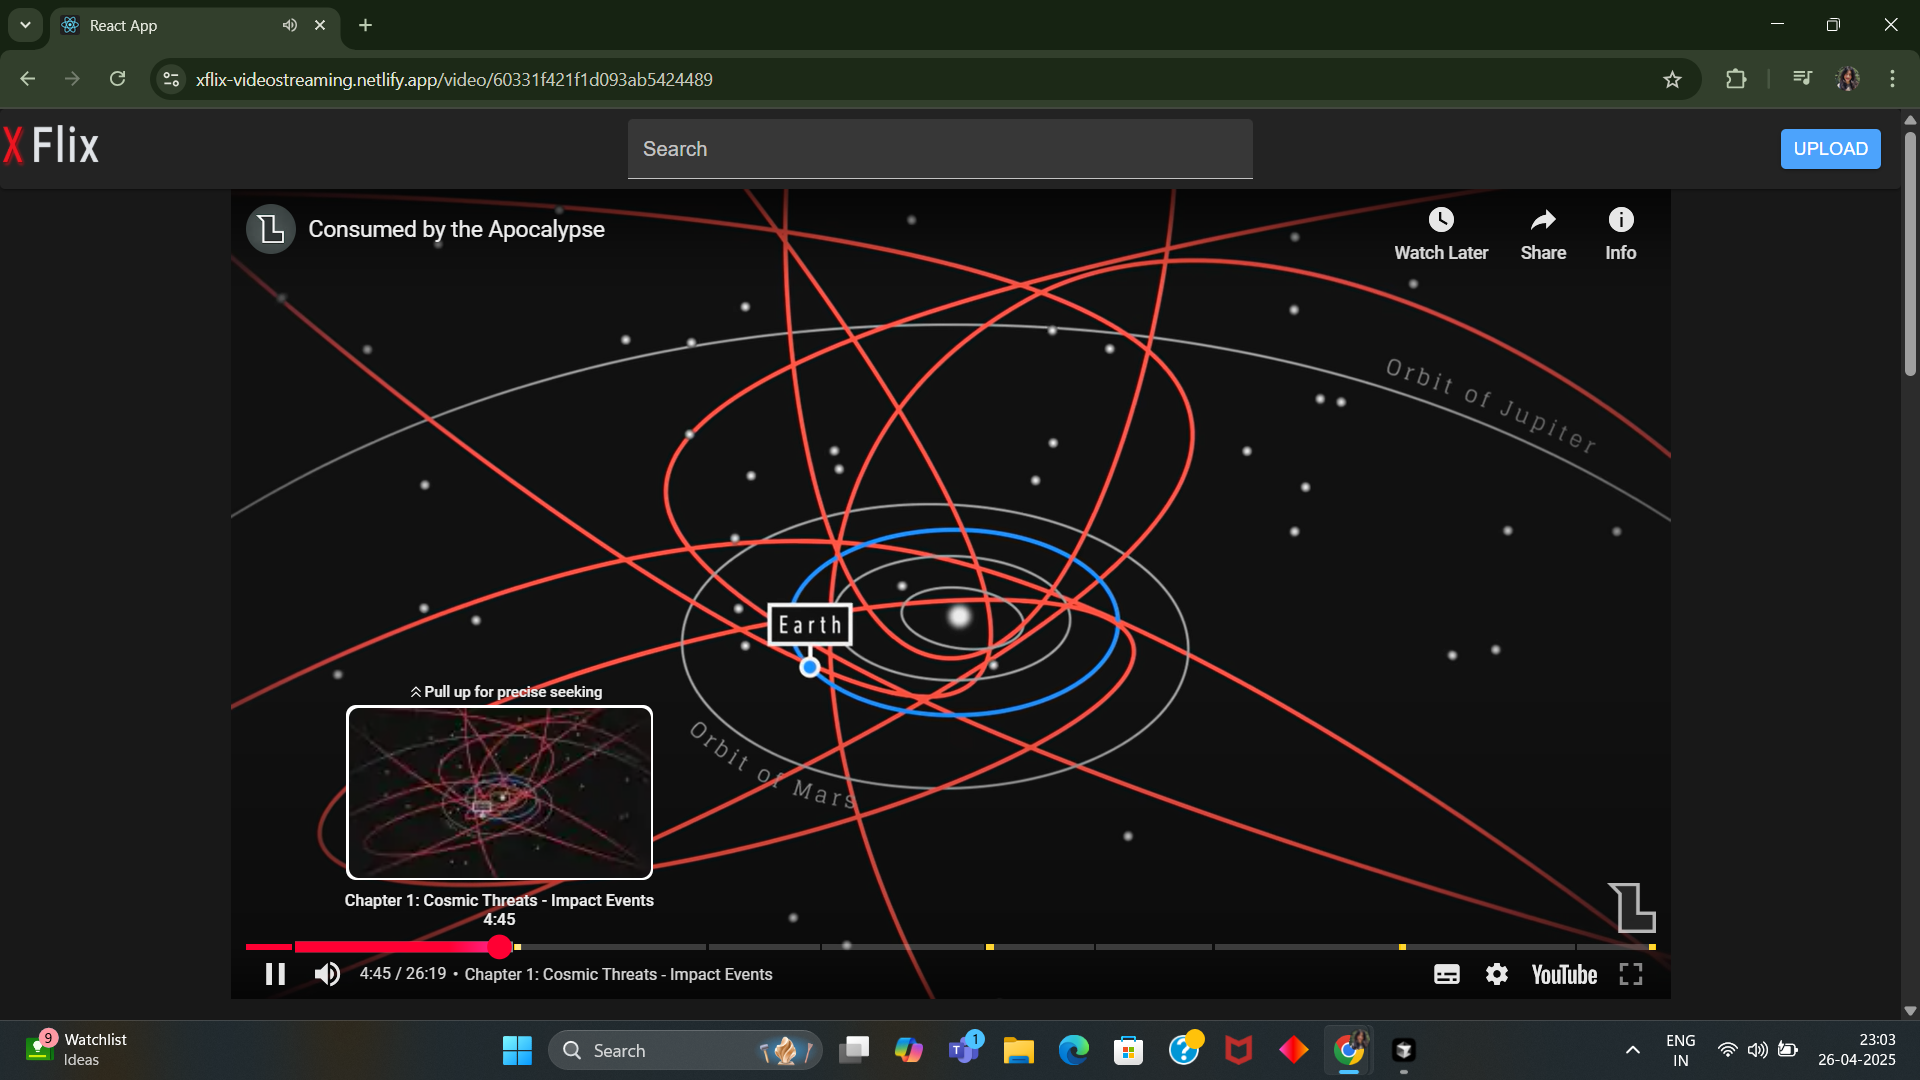 React App
xflix-videostreaming.netlify.app/video/60331f421f1d093ab5424489
XFlix
Search
UPLOAD
Consumed by the Apocalypse
Watch Later
Share
Info
Orbit of Jupiter
Earth
Orbit of Mars
Pull up for precise seeking
Chapter 1: Cosmic Threats - Impact Events
4:45
4:45 / 26:19 • Chapter 1: Cosmic Threats - Impact Events
YouTube
9
Watchlist
Ideas
Search
1
ENG
IN
23:03
26-04-2025